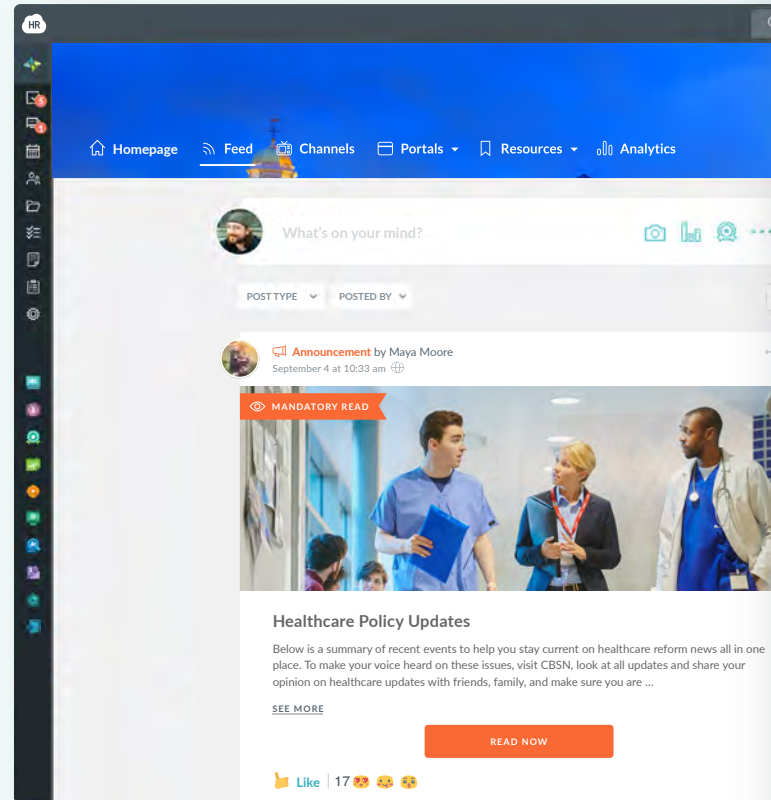 HR
5
1
Homepage Feed Channels Portals Resources Analytics
What's on your mind?
POST TYPE POSTED BY
Announcement by Maya Moore
September 4 at 10:33 am
MANDATORY READ
Healthcare Policy Updates
Below is a summary of recent events to help you stay current on healthcare reform news all in one
place. To make your voice heard on these issues, visit CBSN, look at all updates and share your
opinion on healthcare updates with friends, family, and make sure you are ...
SEE MORE
READ NOW
Like 17